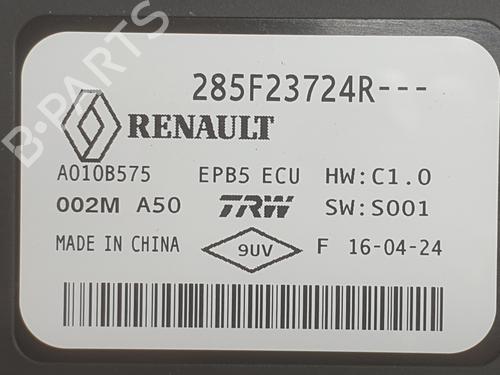 285F23724R---
RENAULT
A010B575 EPB5 ECU HW:C1.0
002M A50 TRW SW:S001
MADE IN CHINA 9UV F 16-04-24
B-PARTS